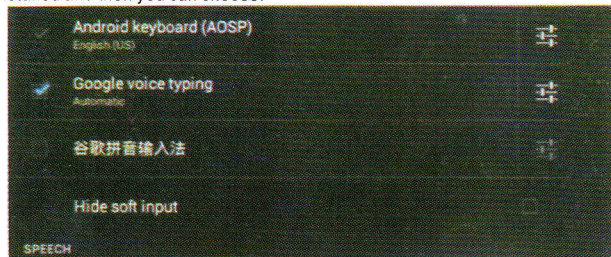 Android keyboard (AOSP)
English (US)
Google voice typing
Automatic
谷歌拼音输入法
Hide soft input
SPEECH